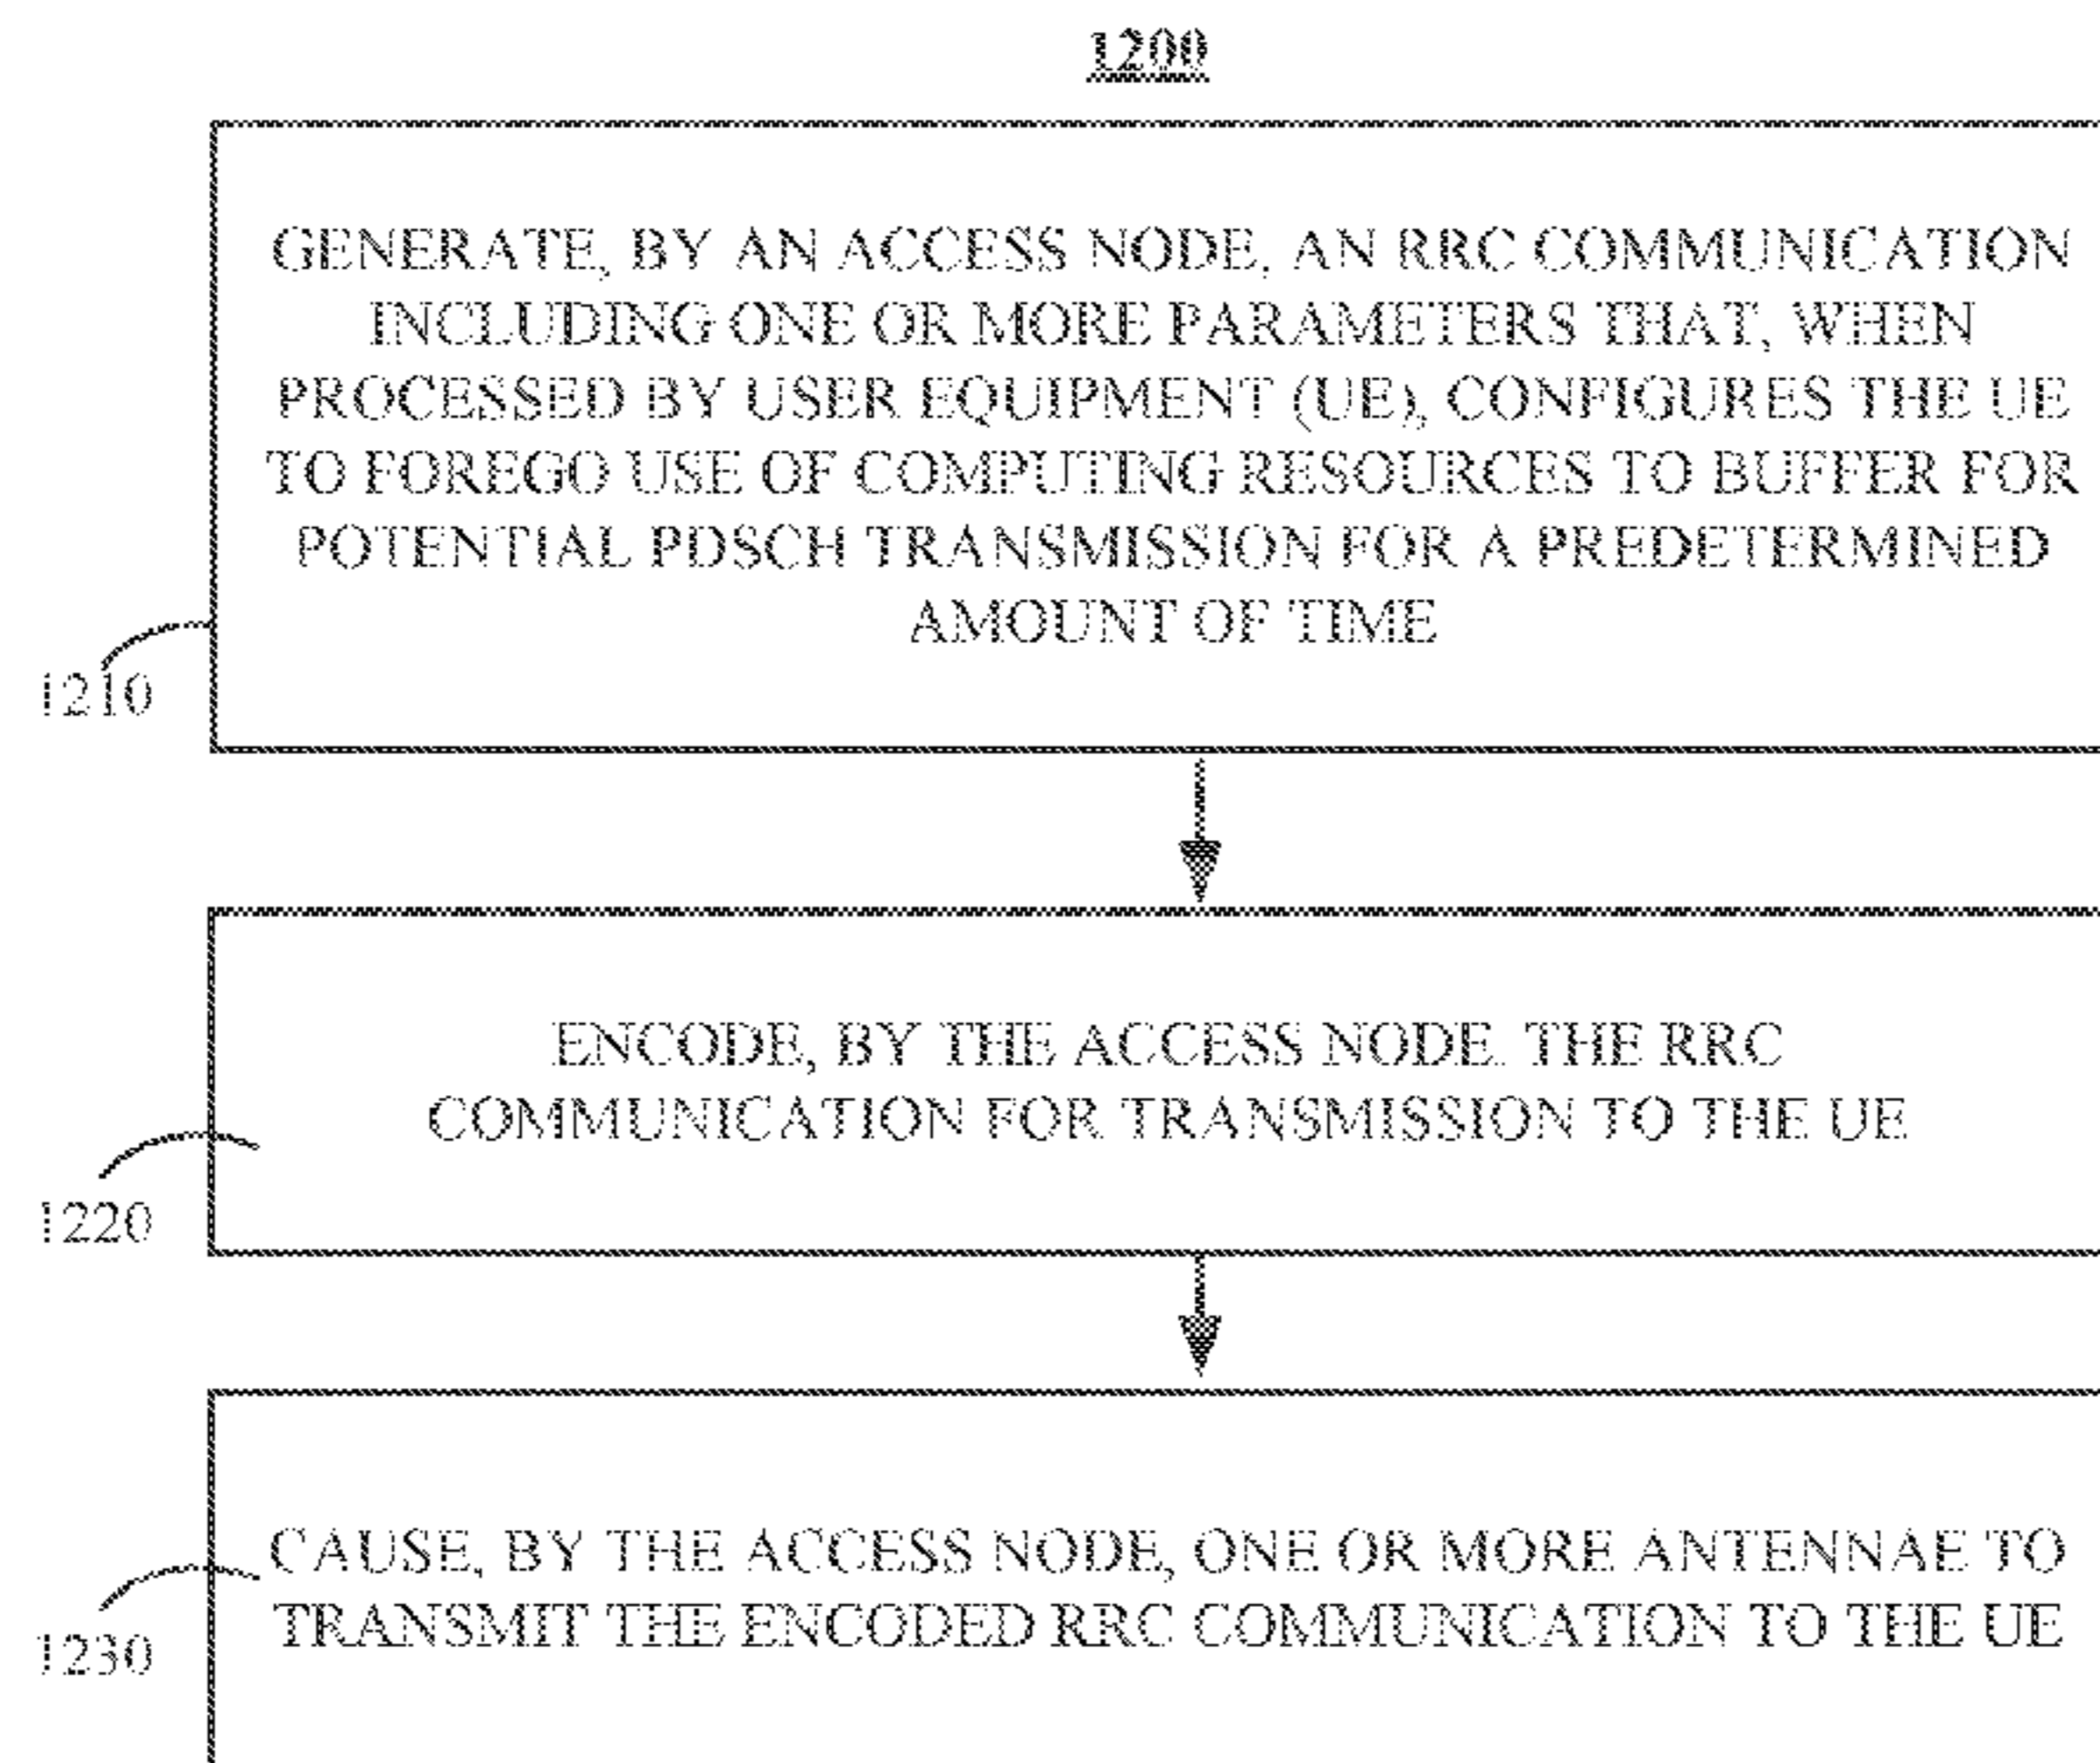 1200
GENERATE, BY AN ACCESS NODE, AN RRC COMMUNICATION
INCLUDING ONE OR MORE PARAMETERS THAT, WHEN
PROCESSED BY USER EQUIPMENT (UE), CONFIGURES THE UE
TO FOREGO USE OF COMPUTING RESOURCES TO BUFFER FOR
POTENTIAL PDSCH TRANSMISSION FOR A PREDETERMINED
AMOUNT OF TIME
1210
ENCODE, BY THE ACCESS NODE. THE RRC
COMMUNICATION FOR TRANSMISSION TO THE UE
1220
CAUSE, BY THE ACCESS NODE, ONE OR MORE ANTENNAE TO
TRANSMIT THE ENCODED RRC COMMUNICATION TO THE UE
1230